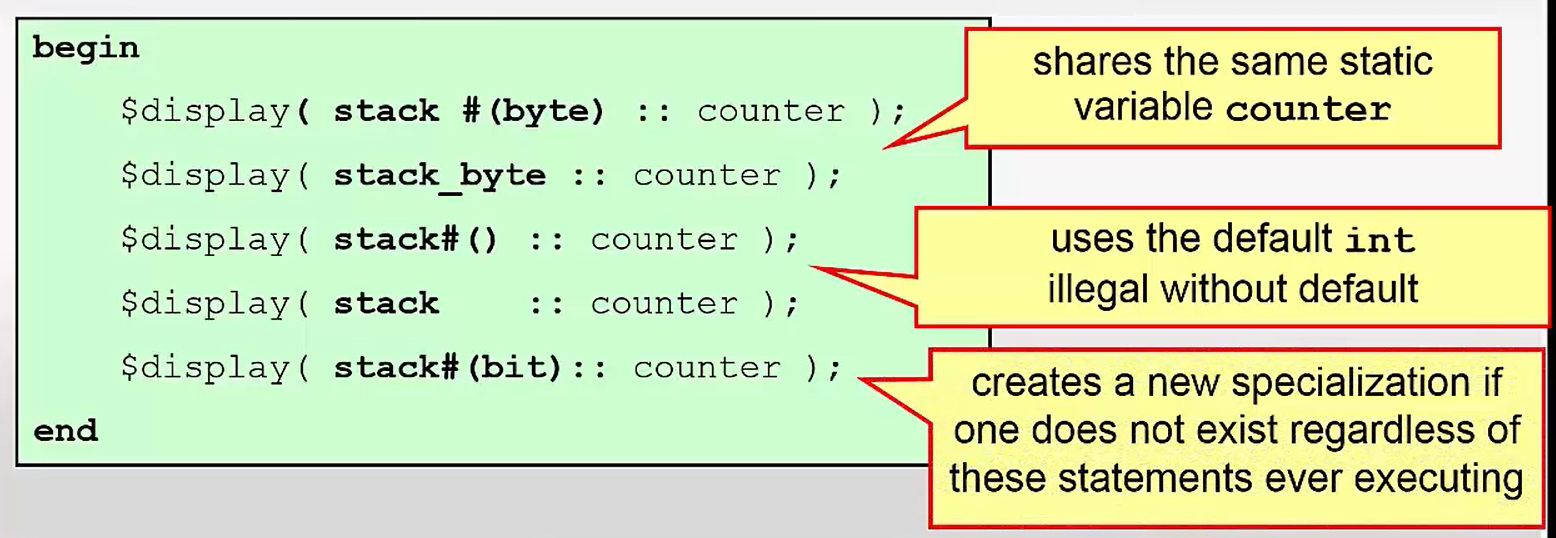 begin
$display( stack #(byte) :: counter );
$display( stack_byte :: counter );
$display( stack#() :: counter );
$display( stack    :: counter );
$display( stack#(bit):: counter );
end
shares the same static
variable counter
uses the default int
illegal without default
creates a new specialization if
one does not exist regardless of
these statements ever executing